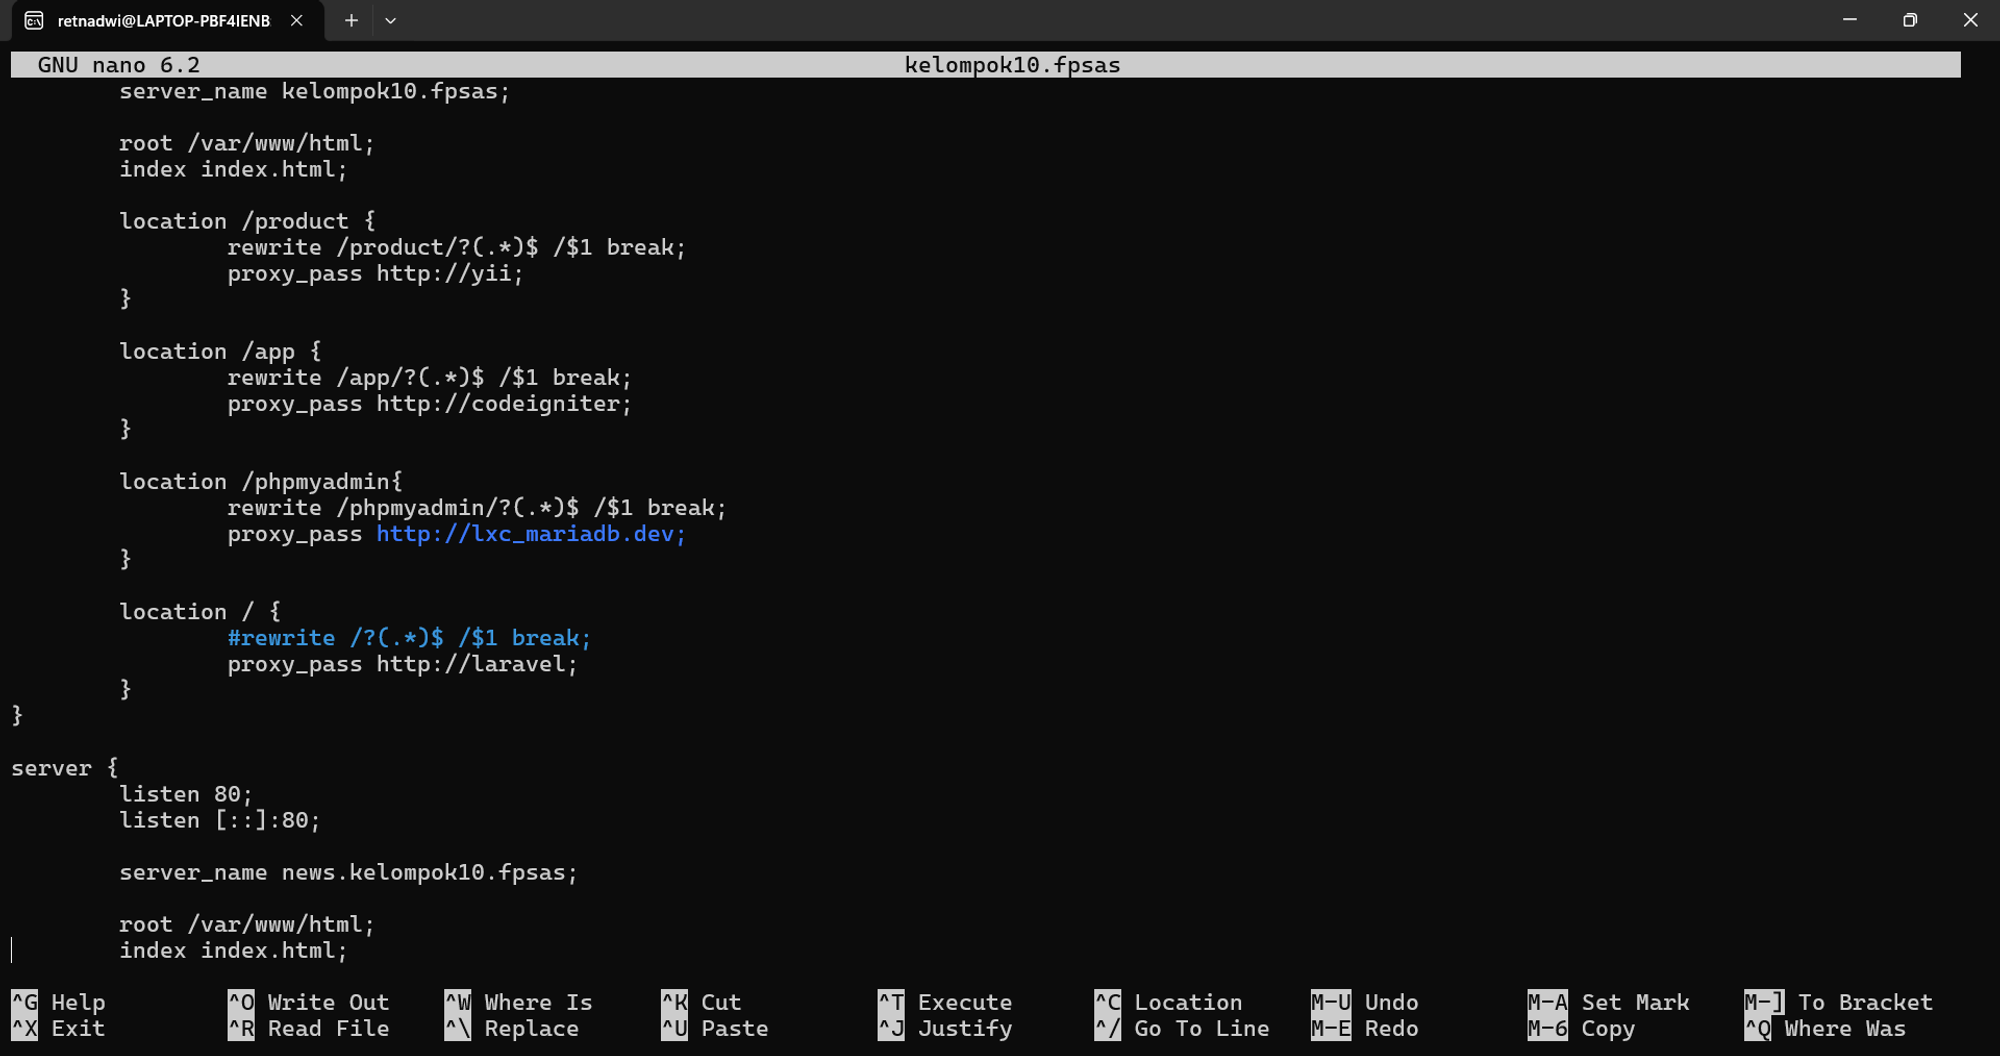 retnadwi@LAPTOP-PBF4IENB
GNU nano 6.2 kelompok10.fpsas
server_name kelompok10.fpsas;
root /var/www/html;
index index.html;
location /product {
rewrite /product/?(.*)$ /$1 break;
proxy_pass http://yii;
}
location /app {
rewrite /app/?(.*)$ /$1 break;
proxy_pass http://codeigniter;
}
location /phpmyadmin{
rewrite /phpmyadmin/?(.*)$ /$1 break;
proxy_pass http://lxc_mariadb.dev;
}
location / {
#rewrite /?(.*)$ /$1 break;
proxy_pass http://laravel;
}
}
server {
listen 80;
listen [::]:80;
server_name news.kelompok10.fpsas;
root /var/www/html;
index index.html;
^G Help ^O Write Out ^W Where Is ^K Cut ^T Execute ^C Location M-U Undo M-A Set Mark M-] To Bracket
^X Exit ^R Read File ^\ Replace ^U Paste ^J Justify ^/ Go To Line M-E Redo M-6 Copy ^Q Where Was